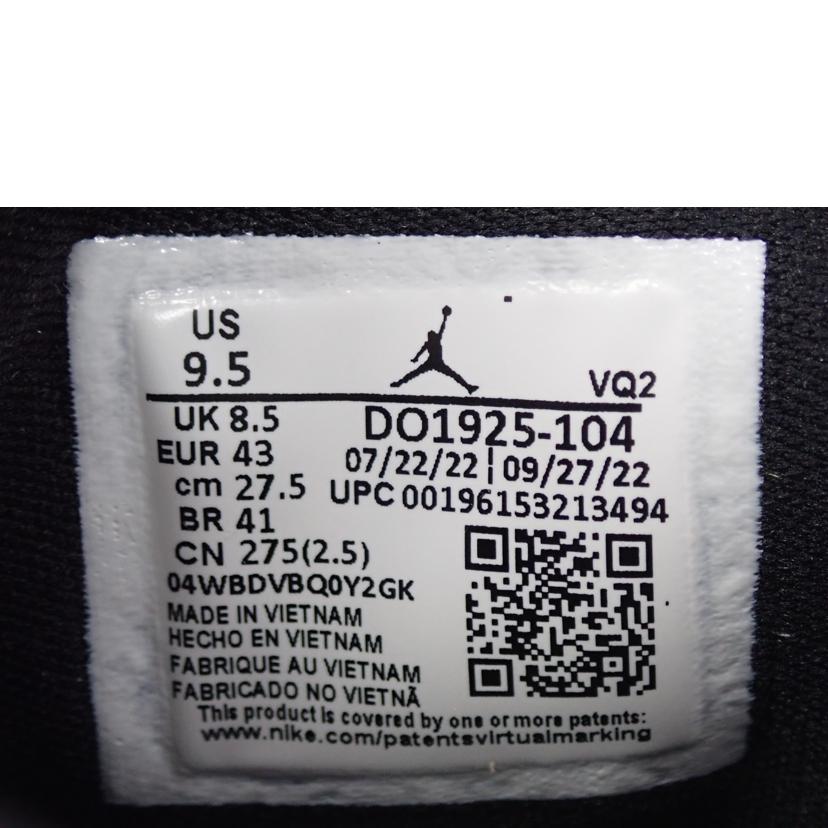 US
9.5
VQ2
UK 8.5
DO1925-104
EUR 43
07/22/22 | 09/27/22
cm 27.5
UPC 00196153213494
BR 41
CN 275(2.5)
04WBDVBQ0Y2GK
MADE IN VIETNAM
HECHO EN VIETNAM
FABRIQUE AU VIETNAM
FABRICADO NO VIETNÃ
This product is covered by one or more patents:
www.nike.com/patentsvirtualmarking